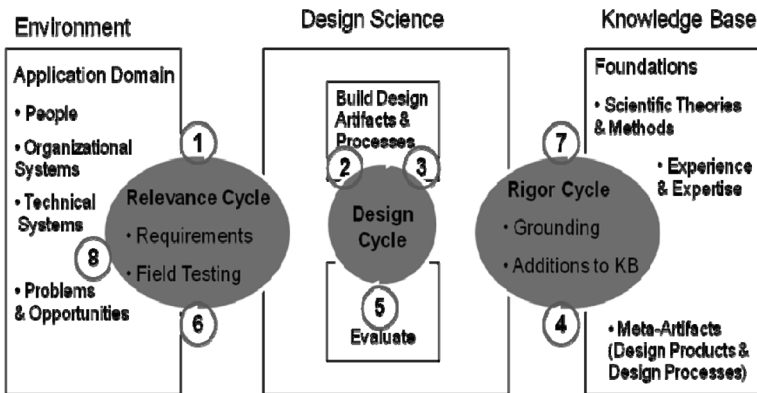 Environment
Design Science
Knowledge Base
Application Domain
• People
• Organizational
Systems
• Technical
Systems
• Problems
& Opportunities
1
Relevance Cycle
• Requirements
• Field Testing
8
6
Build Design
Artifacts &
Processes
2
3
Design
Cycle
5
Evaluate
7
Rigor Cycle
• Grounding
• Additions to KB
4
Foundations
• Scientific Theories
& Methods
• Experience
& Expertise
• Meta-Artifacts
(Design Products &
Design Processes)